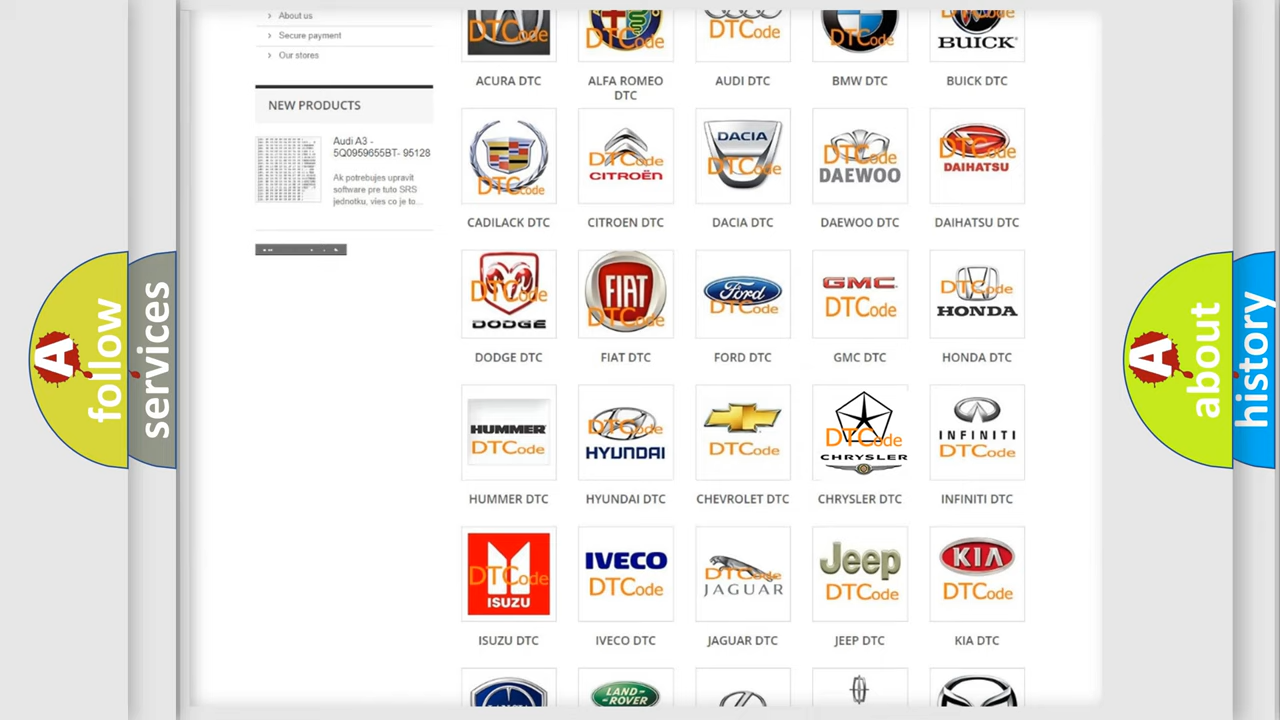 About us
Secure payment
Our stores
NEW PRODUCTS
Audi A3 -
5Q0959655BT- 95128
Ak potrebujes upravit
software pre tuto SRS
jednotku, vies co je to...
follow
services
about
history
A
A
DTCode
DTCode
DTCode
DTCode
BUICK
ACURA DTC
ALFA ROMEO
DTC
AUDI DTC
BMW DTC
BUICK DTC
DTCode
DTCode
CITROËN
DACIA
DTCode
DTCode
DAEWOO
DTCode
DAIHATSU
CADILACK DTC
CITROEN DTC
DACIA DTC
DAEWOO DTC
DAIHATSU DTC
DTCode
DODGE
FIAT
DTCode
Ford
DTCode
GMC
DTCode
DTCode
HONDA
DODGE DTC
FIAT DTC
FORD DTC
GMC DTC
HONDA DTC
HUMMER
DTCode
DTCode
HYUNDAI
DTCode
DTCode
CHRYSLER
INFINITI
DTCode
HUMMER DTC
HYUNDAI DTC
CHEVROLET DTC
CHRYSLER DTC
INFINITI DTC
DTCode
ISUZU
IVECO
DTCode
DTCode
JAGUAR
Jeep
DTCode
KIA
DTCode
ISUZU DTC
IVECO DTC
JAGUAR DTC
JEEP DTC
KIA DTC
LAND-
ROVER